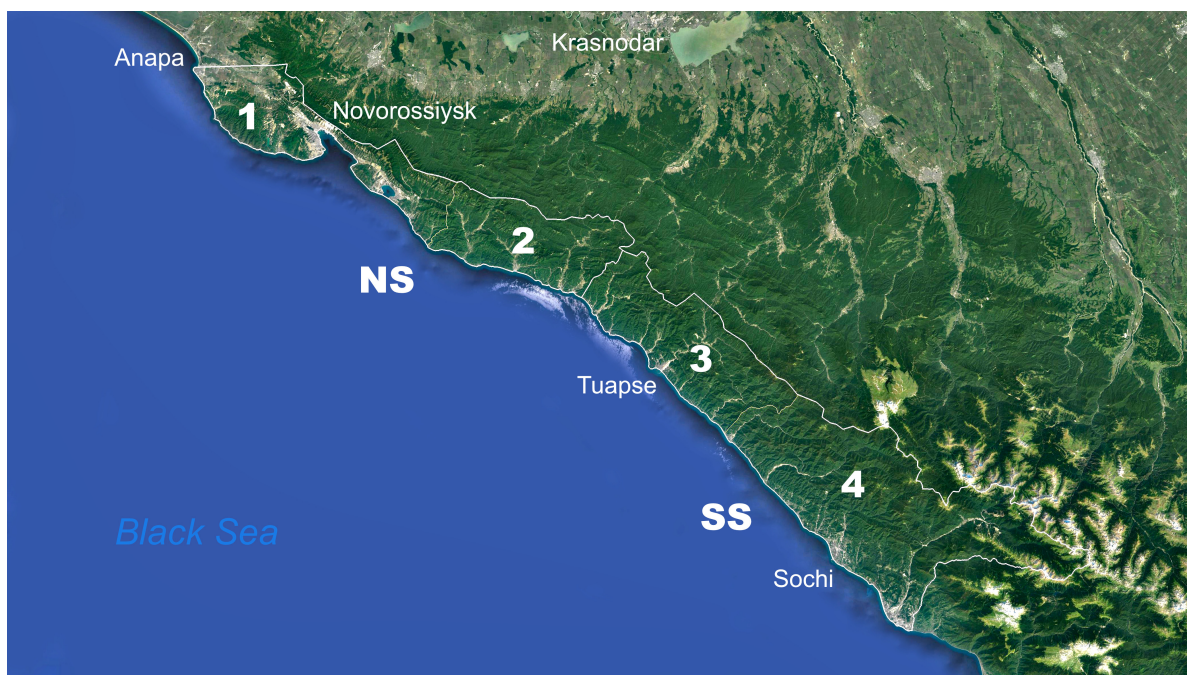 Krasnodar
Anapa
1
Novorossiysk
2
NS
3
Tuapse
4
SS
Black Sea
Sochi